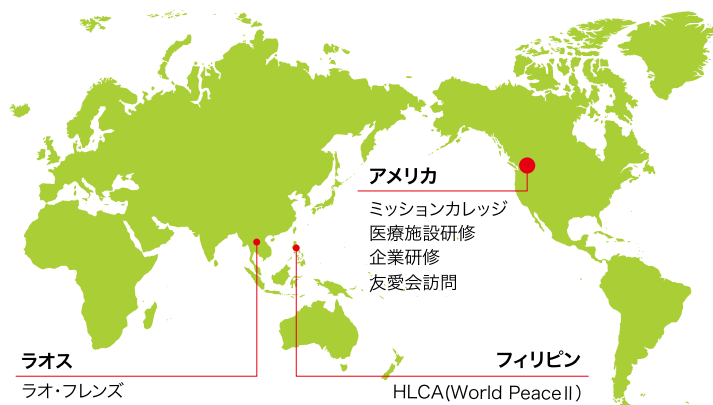 アメリカ
ミッションカレッジ
医療施設研修
企業研修
友愛会訪問
ラオス
ラオ・フレンズ
フィリピン
HLCA(World PeaceⅡ)